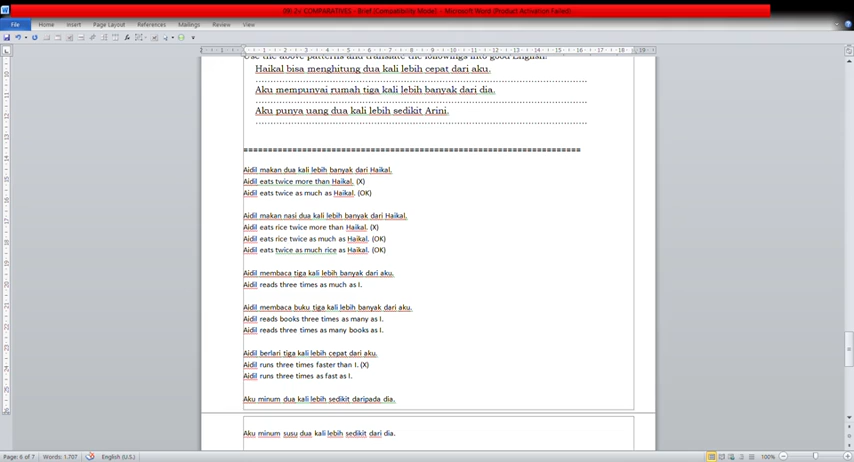 BB 2v COMPARATIVES - Brief [Compatibility Mode] - Microsoft Word (Product Activation Failed)
File Home Insert Page Layout References Mailings Review View
Use the above patterns and translate the followings into good English!
Haikal bisa menghitung dua kali lebih cepat dari aku.
Aku mempunyai rumah tiga kali lebih banyak dari dia.
Aku punya uang dua kali lebih sedikit Arini.
Aidil makan dua kali lebih banyak dari Haikal.
Aidil eats twice more than Haikal. (X)
Aidil eats twice as much as Haikal. (OK)
Aidil makan nasi dua kali lebih banyak dari Haikal.
Aidil eats rice twice more than Haikal. (X)
Aidil eats rice twice as much as Haikal. (OK)
Aidil eats twice as much rice as Haikal. (OK)
Aidil membaca tiga kali lebih banyak dari aku.
Aidil reads three times as much as I.
Aidil membaca buku tiga kali lebih banyak dari aku.
Aidil reads books three times as many as I.
Aidil reads three times as many books as I.
Aidil berlari tiga kali lebih cepat dari aku.
Aidil runs three times faster than I. (X)
Aidil runs three times as fast as I.
Aku minum dua kali lebih sedikit daripada dia.
Aku minum susu dua kali lebih sedikit dari dia.
Page: 6 of 7 Words: 1.707 English (U.S.) 100%